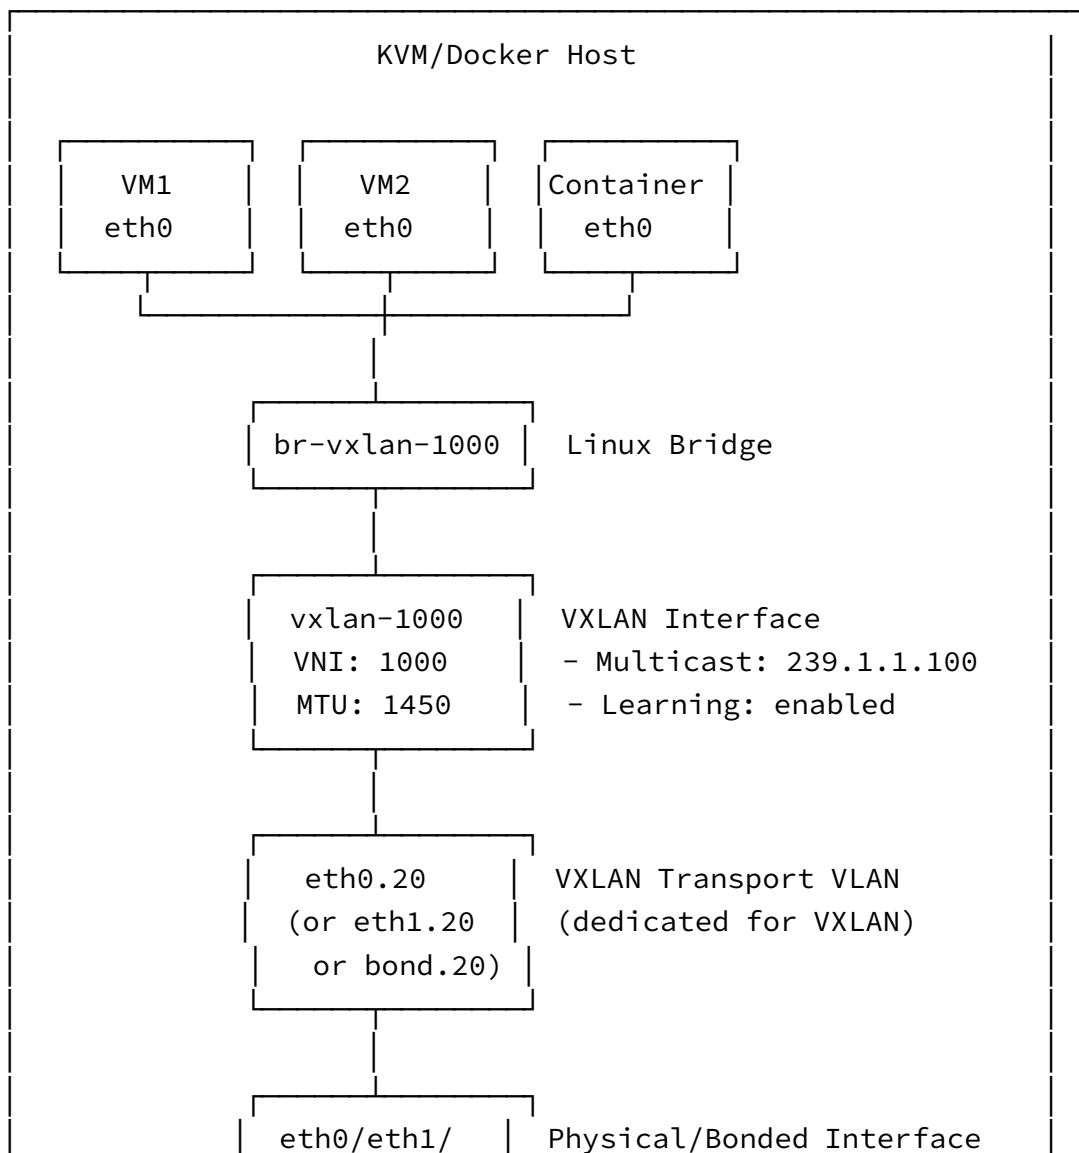 KVM/Docker Host
VM1 VM2 Container
eth0 eth0 eth0
br-vxlan-1000 Linux Bridge
vxlan-1000 VXLAN Interface
VNI: 1000 - Multicast: 239.1.1.100
MTU: 1450 - Learning: enabled
eth0.20 VXLAN Transport VLAN
(or eth1.20 (dedicated for VXLAN)
or bond.20)
eth0/eth1/ Physical/Bonded Interface